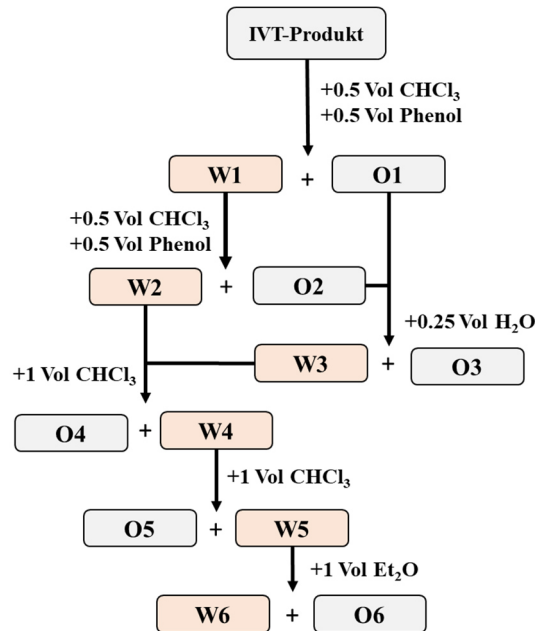 IVT-Produkt
+0.5 Vol CHCl₃
+0.5 Vol Phenol
W1 + O1
+0.5 Vol CHCl₃
+0.5 Vol Phenol
W2 + O2
+0.25 Vol H₂O
W3 + O3
+1 Vol CHCl₃
O4 + W4
+1 Vol CHCl₃
O5 + W5
+1 Vol Et₂O
W6 + O6